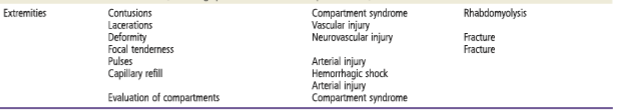 Extremities Contusions Compartment syndrome Rhabdomyolysis
Lacerations Vascular injury
Deformity Neurovascular injury Fracture
Focal tenderness Fracture
Pulses Arterial injury
Capillary refill Hemorrhagic shock
Arterial injury
Evaluation of compartments Compartment syndrome